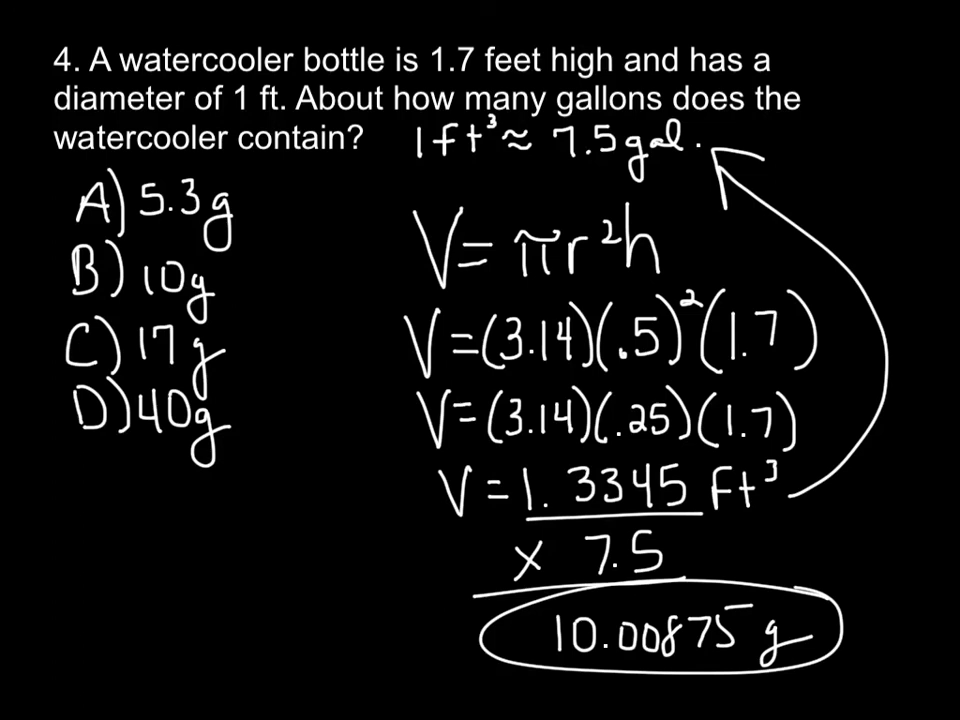 4. A watercooler bottle is 1.7 feet high and has a
diameter of 1 ft. About how many gallons does the
watercooler contain?
1ft³ ≈ 7.5gal.
A) 5.3g
B) 10g
C) 17g
D) 40g
V = πr²h
V = (3.14)(.5)²(1.7)
V = (3.14)(.25)(1.7)
V = 1.3345 ft³
x 7.5
10.00875 g